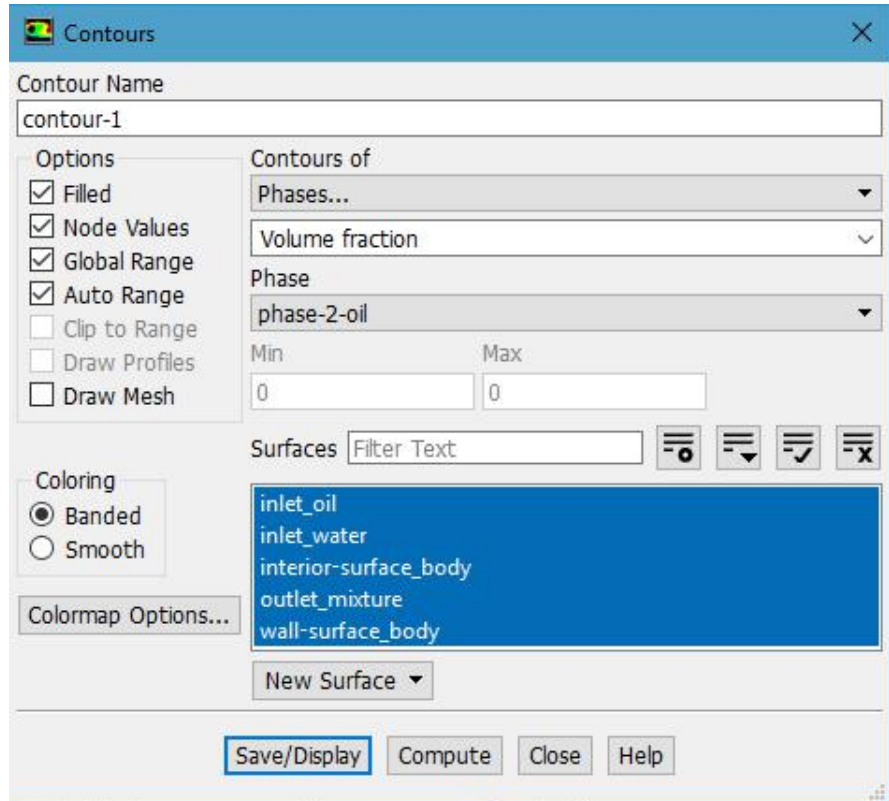 Contours
Contour Name
contour-1
Options
Filled
Node Values
Global Range
Auto Range
Clip to Range
Draw Profiles
Draw Mesh
Coloring
Banded
Smooth
Colormap Options...
Contours of
Phases...
Volume fraction
Phase
phase-2-oil
Min Max
0 0
Surfaces Filter Text
inlet_oil
inlet_water
interior-surface_body
outlet_mixture
wall-surface_body
New Surface
Save/Display Compute Close Help